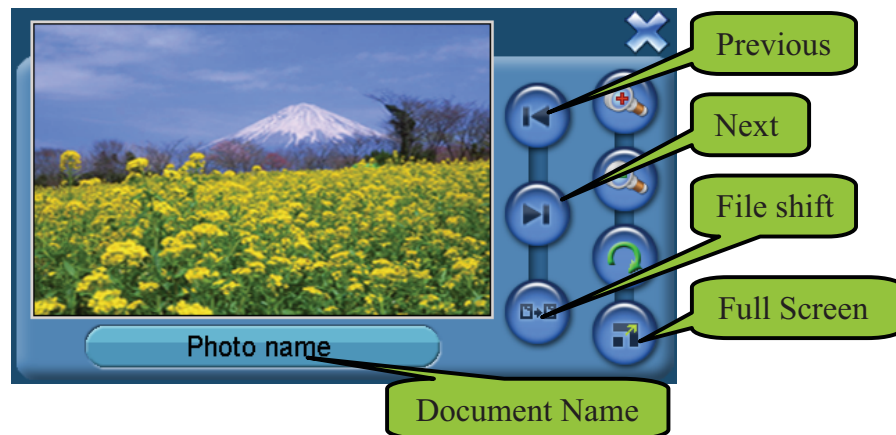 Previous
Next
File shift
Full Screen
Photo name
Document Name